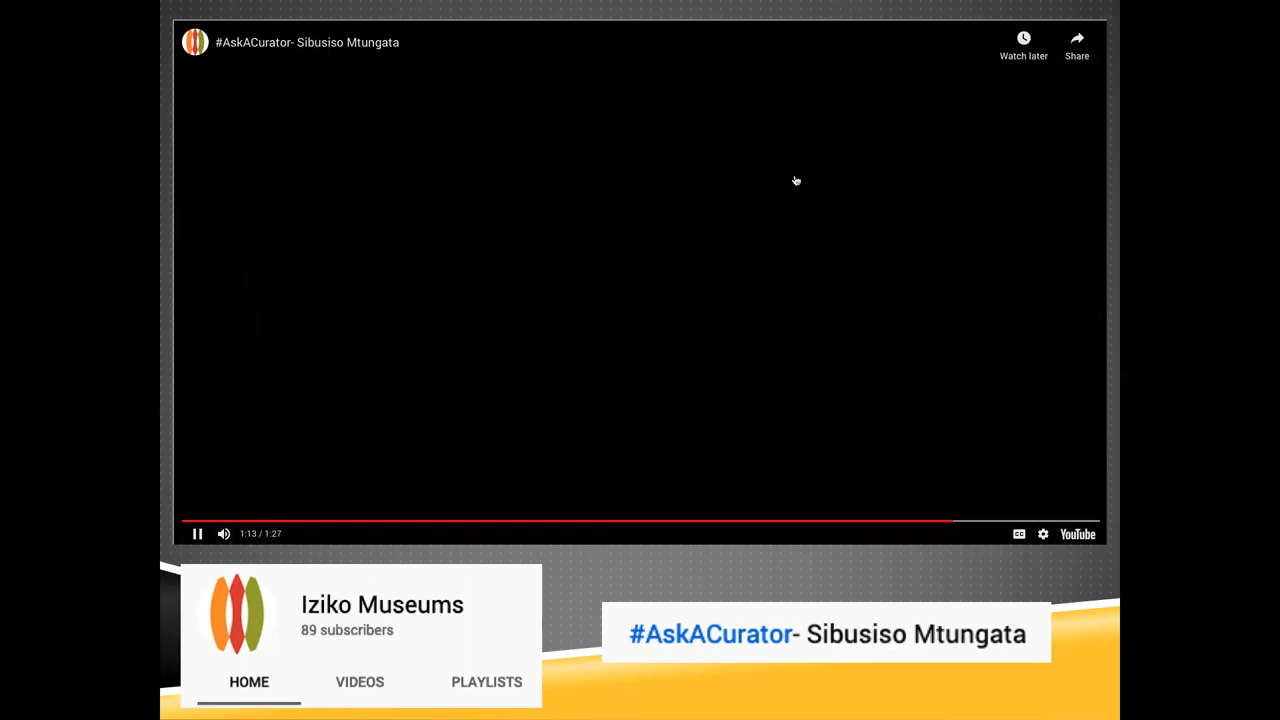 #AskACurator- Sibusiso Mtungata
Watch later
Share
1:13 / 1:27
CC
YouTube
Iziko Museums
89 subscribers
HOME
VIDEOS
PLAYLISTS
#AskACurator- Sibusiso Mtungata